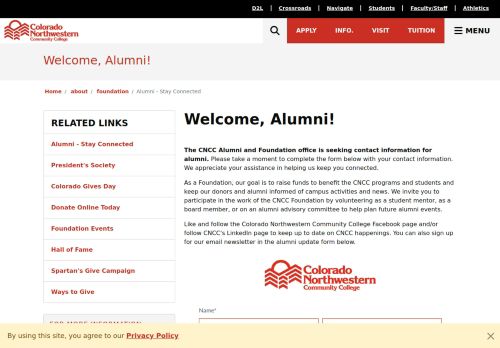 D2L | Crossroads | Navigate | Students | Faculty/Staff | Athletics
Colorado
Northwestern
Community College
APPLY INFO. VISIT TUITION MENU
Welcome, Alumni!
Home / about / foundation / Alumni - Stay Connected
RELATED LINKS
Alumni - Stay Connected
President's Society
Colorado Gives Day
Donate Online Today
Foundation Events
Hall of Fame
Spartan's Give Campaign
Ways to Give
FOR MORE INFORMATION
Welcome, Alumni!
The CNCC Alumni and Foundation office is seeking contact information for
alumni. Please take a moment to complete the form below with your contact information.
We appreciate your assistance in helping us keep you connected.
As a Foundation, our goal is to raise funds to benefit the CNCC programs and students and
keep our donors and alumni informed of campus activities and news. We invite you to
participate in the work of the CNCC Foundation by volunteering as a student mentor, as a
board member, or on an alumni advisory committee to help plan future alumni events.
Like and follow the Colorado Northwestern Community College Facebook page and/or
follow CNCC's LinkedIn page to keep up to date on CNCC happenings. You can also sign up
for our email newsletter in the alumni update form below.
Colorado
Northwestern
Community College
Name*
By using this site, you agree to our Privacy Policy ×